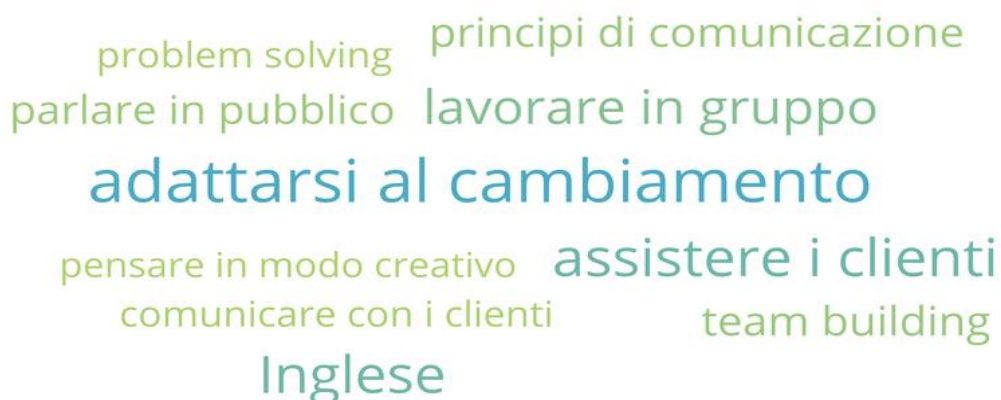 principi di comunicazione
problem solving
parlare in pubblico lavorare in gruppo
adattarsi al cambiamento
assistere i clienti
pensare in modo creativo
comunicare con i clienti
team building
Inglese